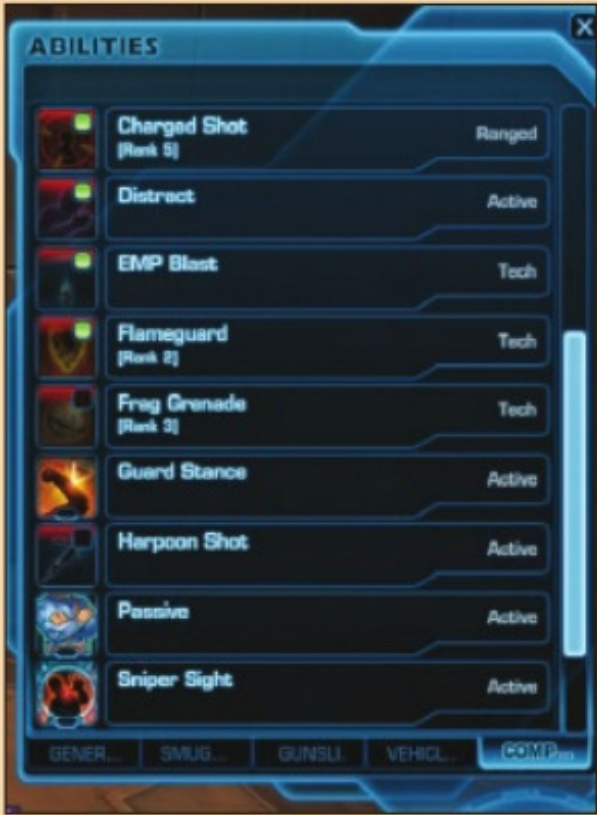 ABILITIES
X
Charged Shot
[Rank 5]
Ranged
Distract
Active
EMP Blast
Tech
Flameguard
[Rank 2]
Tech
Frag Grenade
[Rank 3]
Tech
Guard Stance
Active
Harpoon Shot
Active
Passive
Active
Sniper Sight
Active
GENER... SMUG... GUNSLI.. VEHICL... COMP...